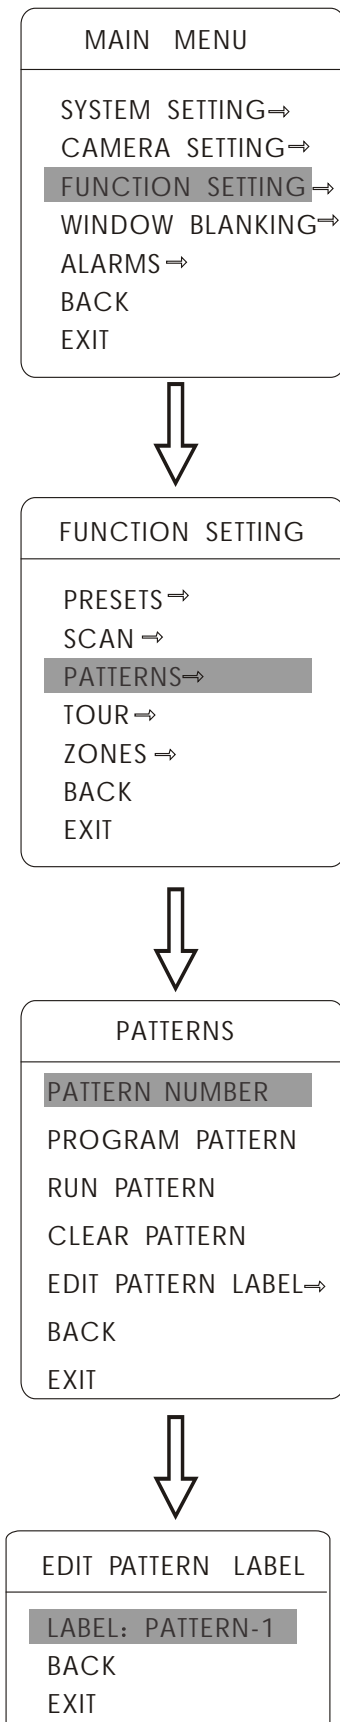 MAIN MENU
SYSTEM SETTING⇒
CAMERA SETTING⇒
FUNCTION SETTING⇒
WINDOW BLANKING⇒
ALARMS⇒
BACK
EXIT
FUNCTION SETTING
PRESETS⇒
SCAN⇒
PATTERNS⇒
TOUR⇒
ZONES⇒
BACK
EXIT
PATTERNS
PATTERN NUMBER
PROGRAM PATTERN
RUN PATTERN
CLEAR PATTERN
EDIT PATTERN LABEL⇒
BACK
EXIT
EDIT PATTERN LABEL
LABEL: PATTERN-1
BACK
EXIT